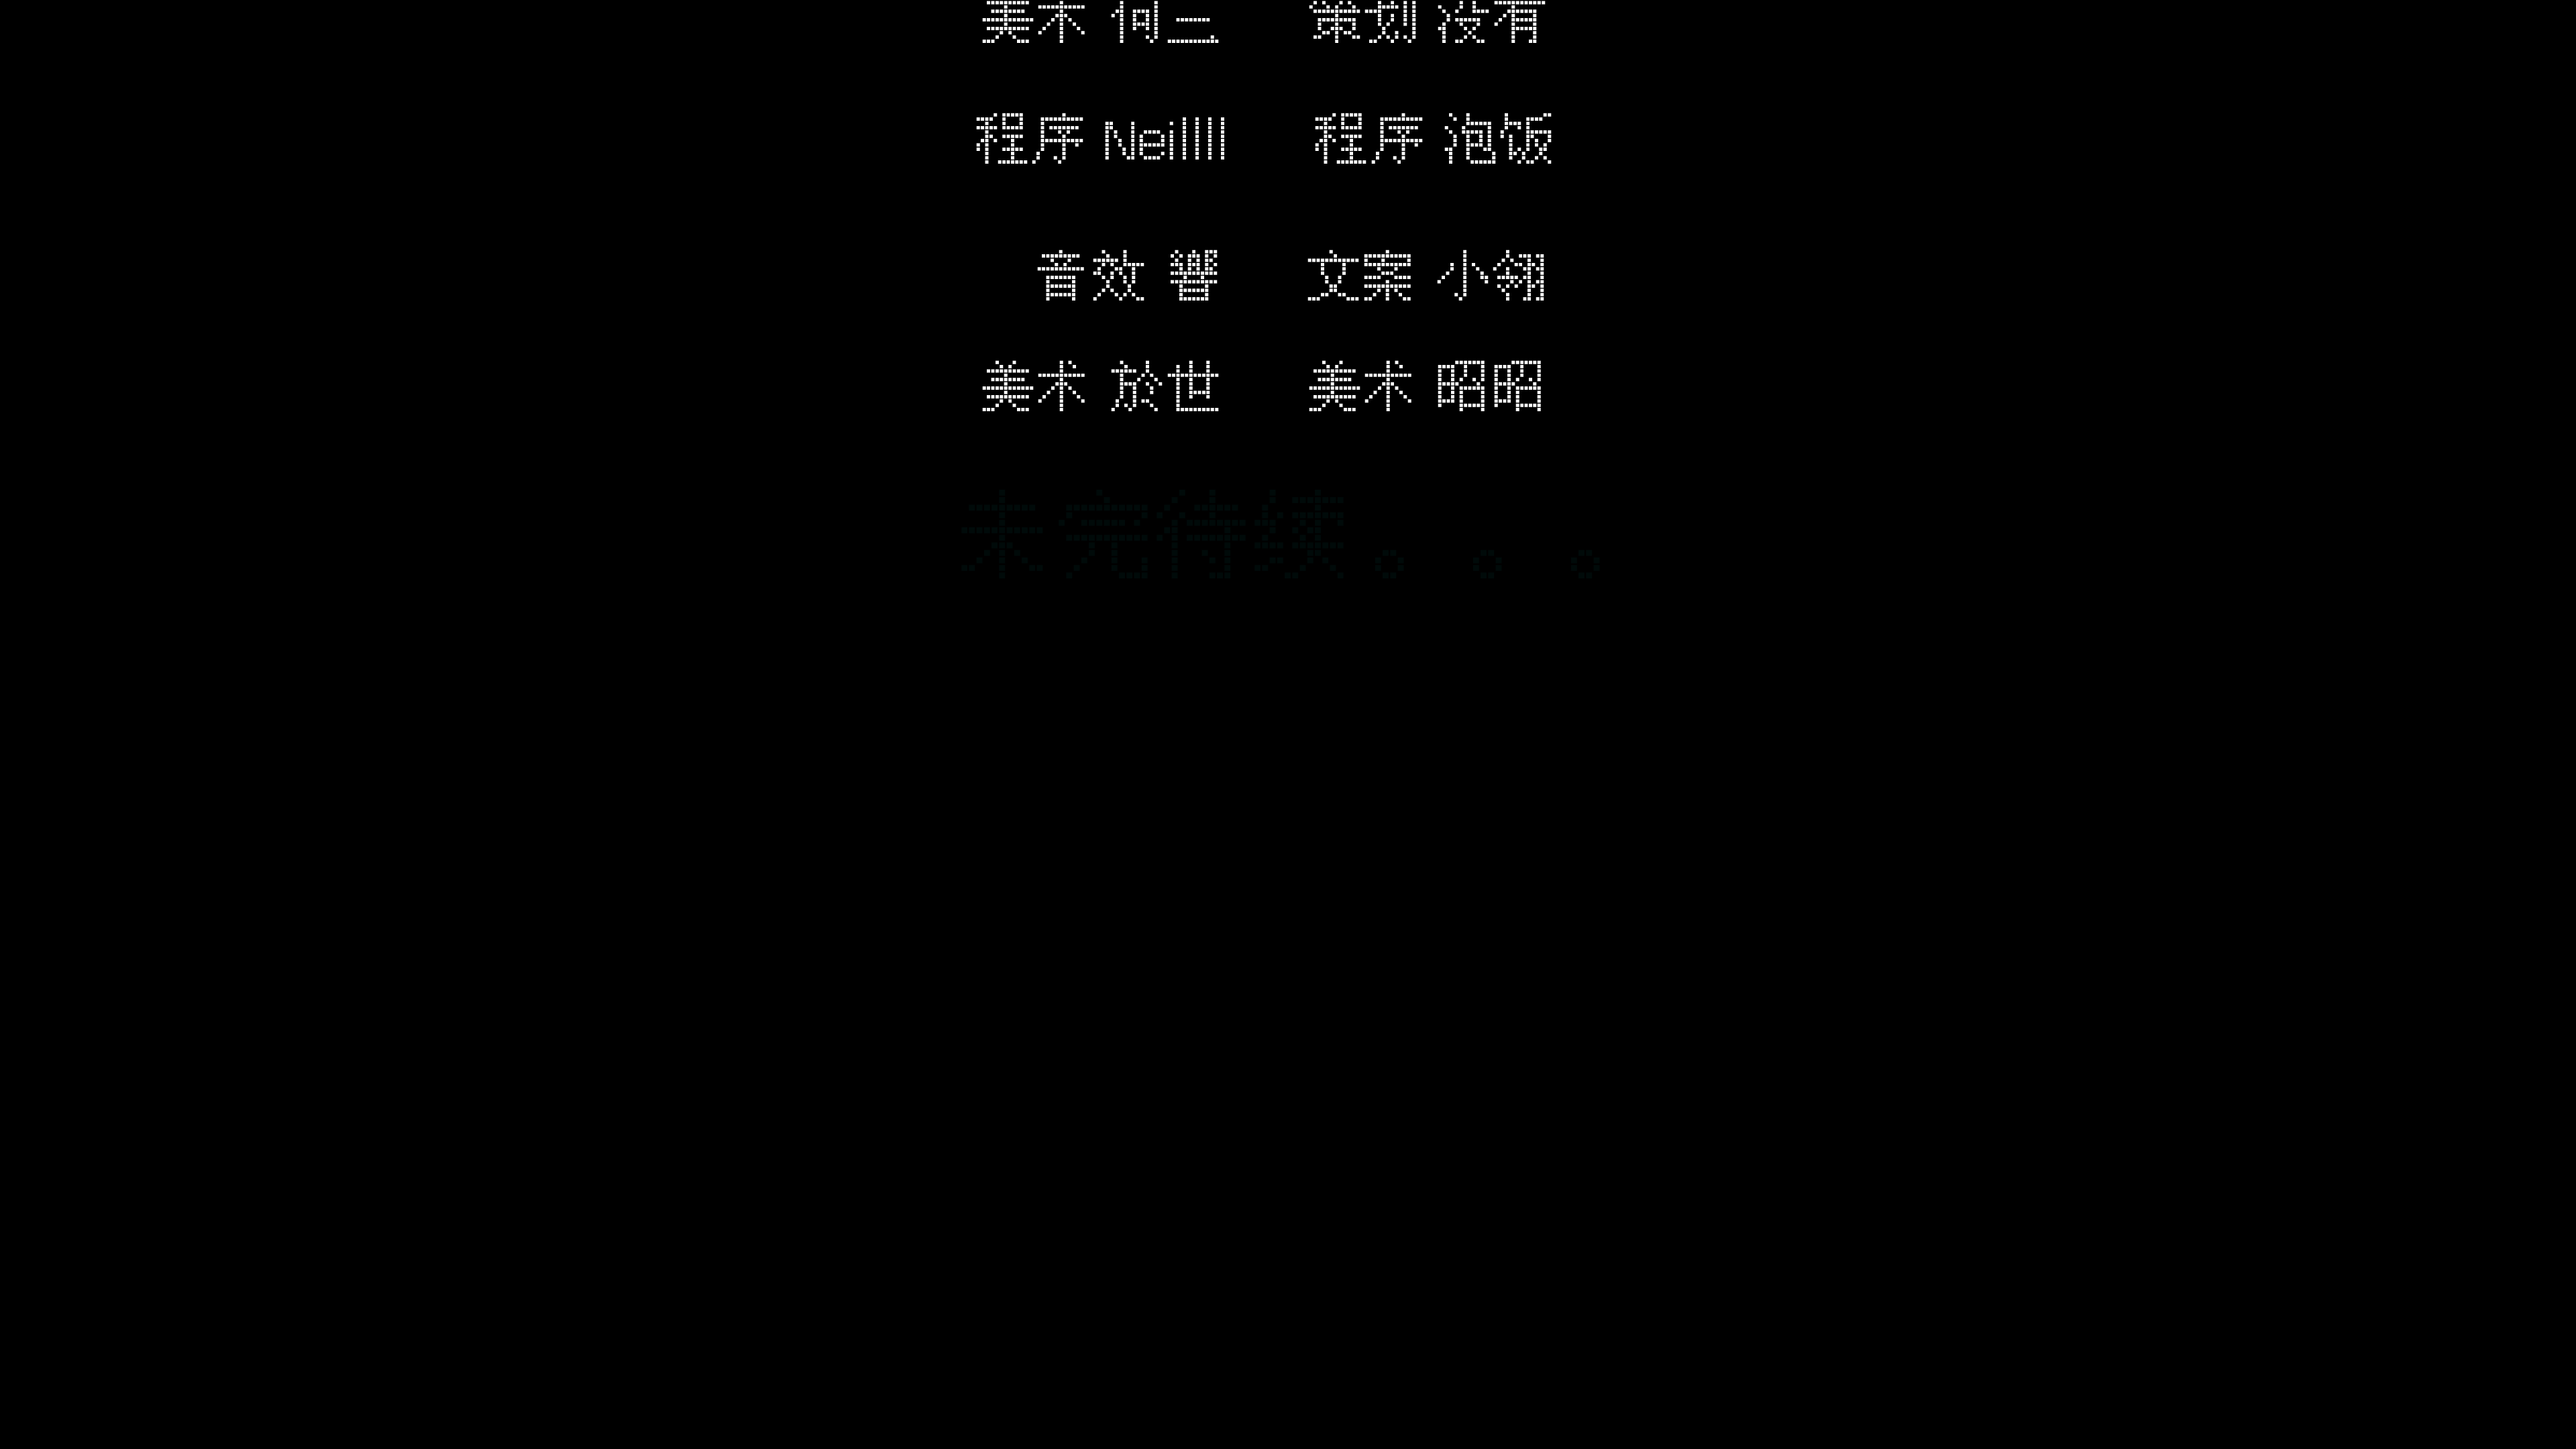 美术 何三 策划 没有
程序 Neillll 程序 泡饭
音效 響 文案 小翎
美术 於世 美术 昭昭
未完待续。。。